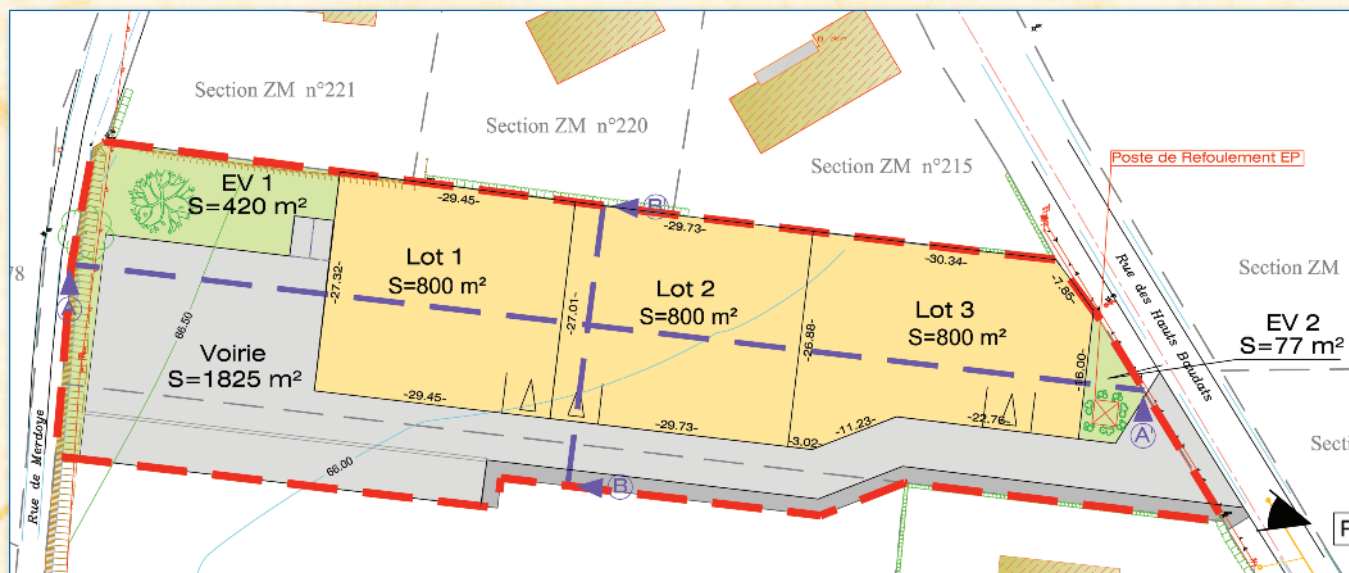 Section ZM n°221
Section ZM n°220
Section ZM n°215
Poste de Refoulement EP
EV 1
S=420 m²
-29.45-
B'
-29.73-
-30.34-
Rue des Hauts Baudats
Section ZM
78
A
66.50
-27.32-
Lot 1
S=800 m²
-27.01-
Lot 2
S=800 m²
-26.88-
Lot 3
S=800 m²
-7.85-
EV 2
S=77 m²
Voirie
S=1825 m²
-16.00-
-29.45-
-29.73-
-3.02-
-11.23-
-22.76-
A'
Secti
Rue de Merdoye
66.00
B
P